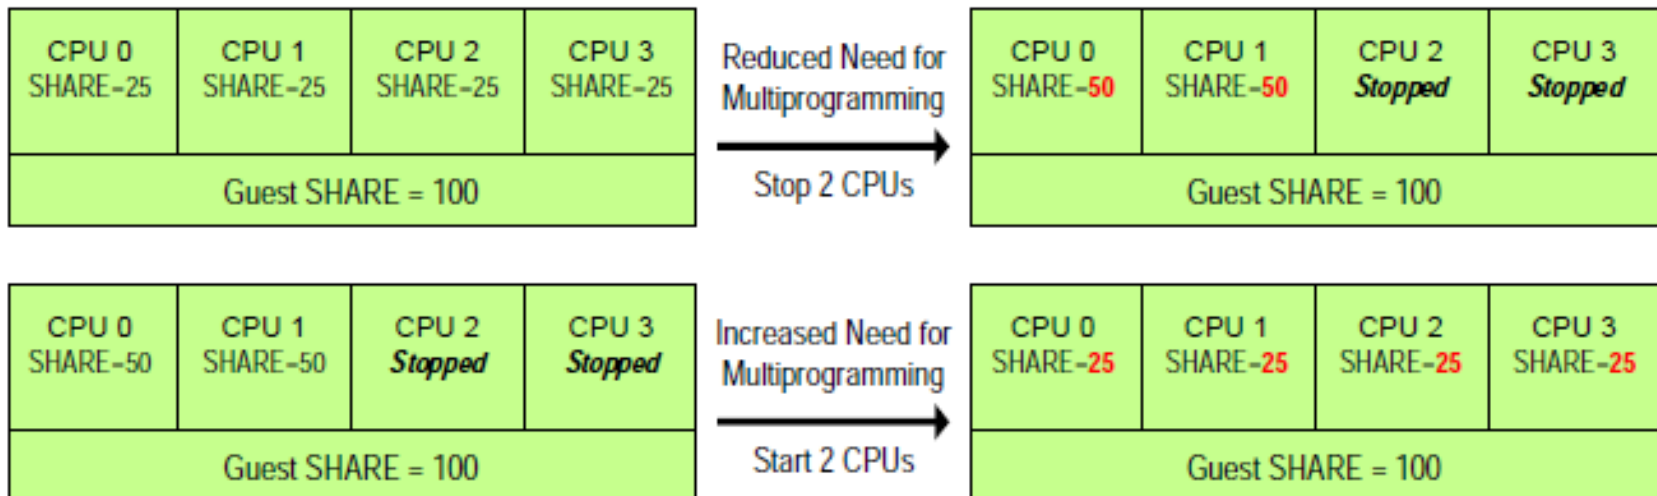 CPU 0 CPU 1 CPU 2 CPU 3
SHARE=25 SHARE=25 SHARE=25 SHARE=25
Guest SHARE = 100
Reduced Need for
Multiprogramming
Stop 2 CPUs
CPU 0 CPU 1 CPU 2 CPU 3
SHARE=50 SHARE=50 Stopped Stopped
Guest SHARE = 100
CPU 0 CPU 1 CPU 2 CPU 3
SHARE=50 SHARE=50 Stopped Stopped
Guest SHARE = 100
Increased Need for
Multiprogramming
Start 2 CPUs
CPU 0 CPU 1 CPU 2 CPU 3
SHARE=25 SHARE=25 SHARE=25 SHARE=25
Guest SHARE = 100